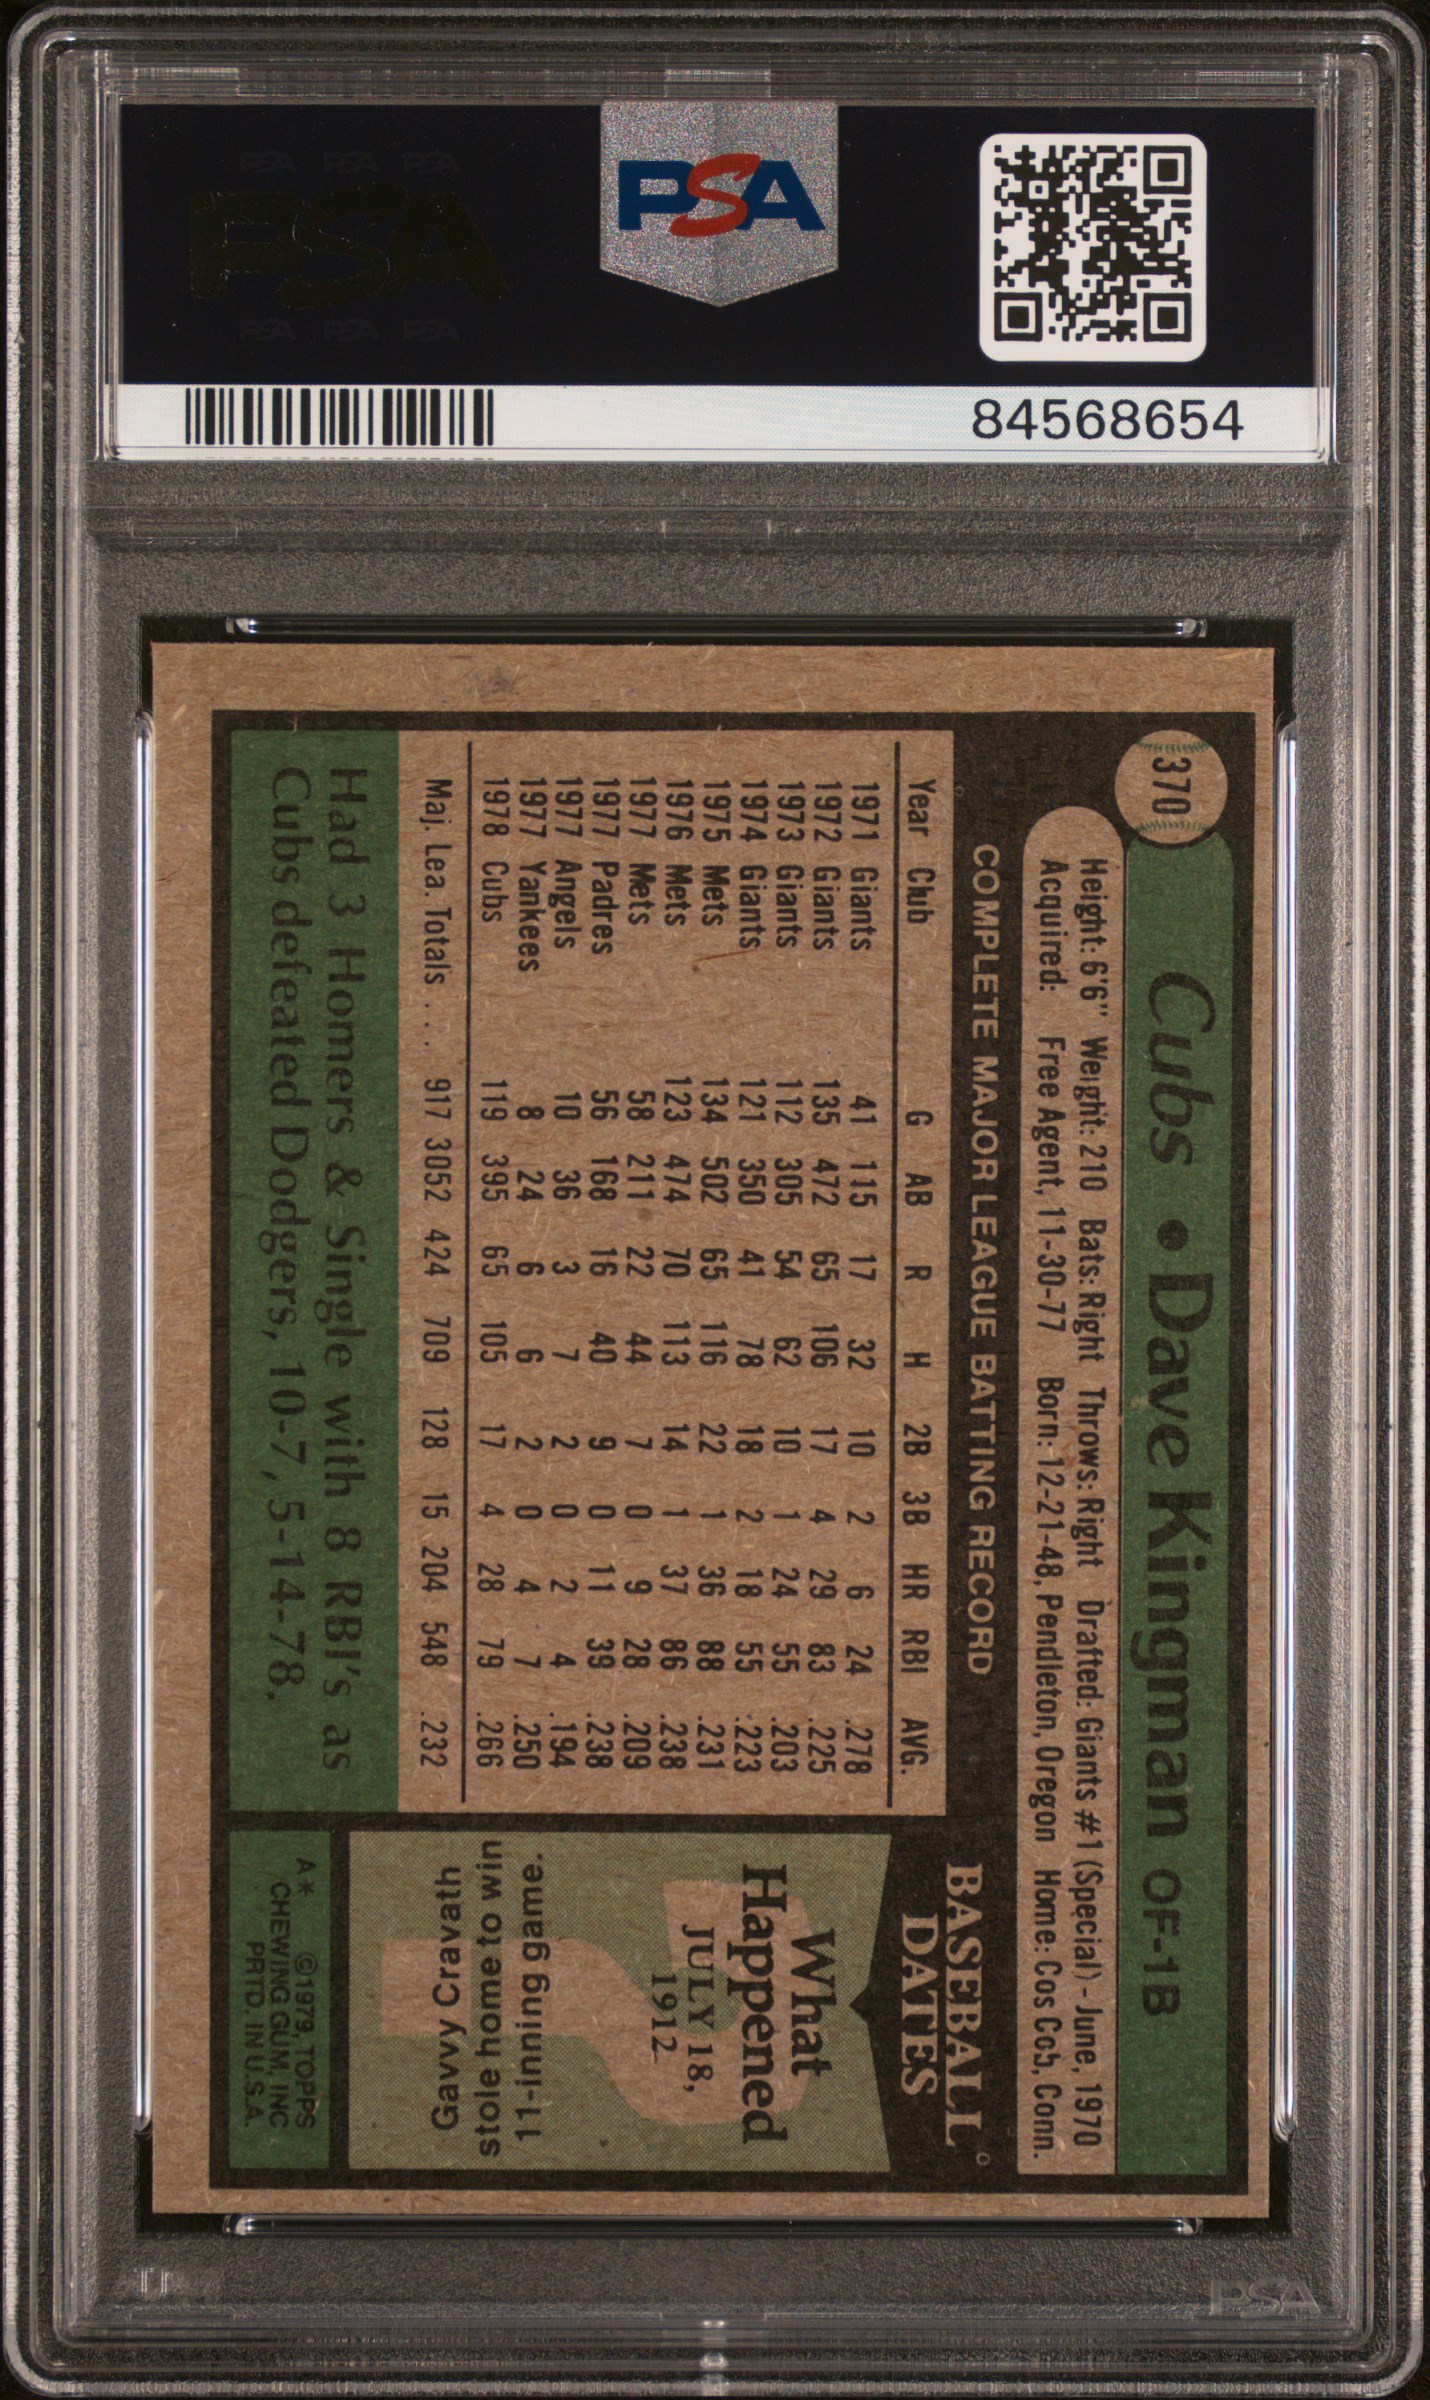 PSA PSA PSA
PSA
PSA PSA PSA
PSA
84568654
370
Cubs • Dave Kingman OF-1B
Height: 6'6" Weight: 210 Bats: Right Throws: Right Drafted: Giants #1 (Special) - June, 1970
Acquired: Free Agent, 11-30-77 Born: 12-21-48, Pendleton, Oregon Home: Cos Cob, Conn.
COMPLETE MAJOR LEAGUE BATTING RECORD
Year Club G AB R H 2B 3B HR RBI AVG.
1971 Giants 41 115 17 32 10 2 6 24 .278
1972 Giants 135 472 65 106 17 4 29 83 .225
1973 Giants 112 305 54 62 10 1 24 55 .203
1974 Giants 121 350 41 78 18 2 18 55 .223
1975 Mets 134 502 65 116 22 1 36 88 .231
1976 Mets 123 474 70 113 14 1 37 86 .238
1977 Mets 58 211 22 44 7 0 9 28 .209
1977 Padres 56 168 16 40 9 0 11 39 .238
1977 Angels 10 36 3 7 2 0 2 4 .194
1977 Yankees 8 24 6 6 2 0 4 7 .250
1978 Cubs 119 395 65 105 17 4 28 79 .266
Maj. Lea. Totals . . . 917 3052 424 709 128 15 204 548 .232
Had 3 Homers & Single with 8 RBI's as
Cubs defeated Dodgers, 10-7, 5-14-78.
BASEBALL
DATES
What
Happened
JULY 18,
1912
Gavvy Cravath
stole home to win
11-inning game.
A* ©1979, TOPPS
CHEWING GUM, INC.
PRTD. IN U.S.A.
PSA